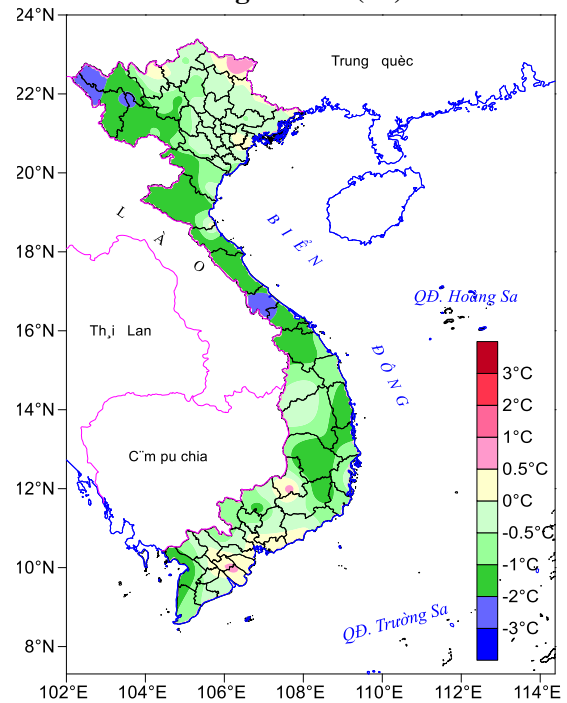 24°N
22°N
20°N
18°N
16°N
14°N
12°N
10°N
8°N
102°E 104°E 106°E 108°E 110°E 112°E 114°E
Trung quèc
LÀO
BIỂN
ĐÔNG
QĐ. Hoàng Sa
Th¸i Lan
C¨m pu chia
QĐ. Trường Sa
3°C
2°C
1°C
0.5°C
0°C
-0.5°C
-1°C
-2°C
-3°C